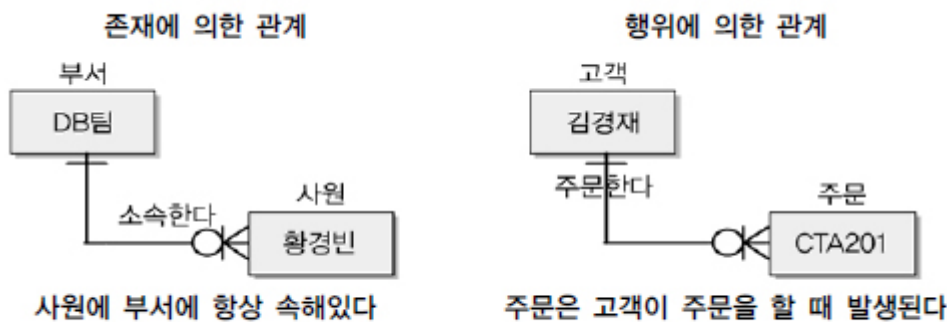 존재에 의한 관계
부서
DB팀
소속한다
사원
황경빈
사원에 부서에 항상 속해있다
행위에 의한 관계
고객
김경재
주문한다
주문
CTA201
주문은 고객이 주문을 할 때 발생된다